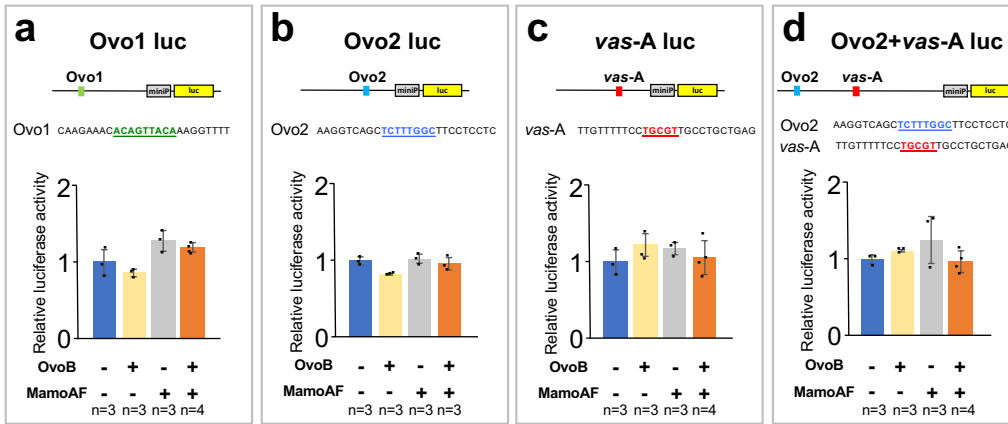 a Ovo1 luc
Ovo1
miniP luc
Ovo1 CAAGAAACACAGTTACAAAGGTTTT
Relative luciferase activity
2
1
0
OvoB - + - +
MamoAF - - + +
n=3 n=3 n=3 n=4
b Ovo2 luc
Ovo2
miniP luc
Ovo2 AAGGTCAGCTCTTTGGCTTCCTCCTC
Relative luciferase activity
2
1
0
- + - +
- - + +
n=3 n=3 n=3 n=3
c vas-A luc
vas-A
miniP luc
vas-A TTGTTTTTCCTGCGTTGCCTGCTGAG
Relative luciferase activity
2
1
0
OvoB - + - +
MamoAF - - + +
n=3 n=3 n=3 n=4
d Ovo2+vas-A luc
Ovo2 vas-A
miniP luc
Ovo2 AAGGTCAGCTCTTTGGCTTCCTCCTC
vas-A TTGTTTTTCCTGCGTTGCCTGCTGAG
Relative luciferase activity
2
1
0
OvoB - + - +
MamoAF - - + +
n=3 n=3 n=3 n=4